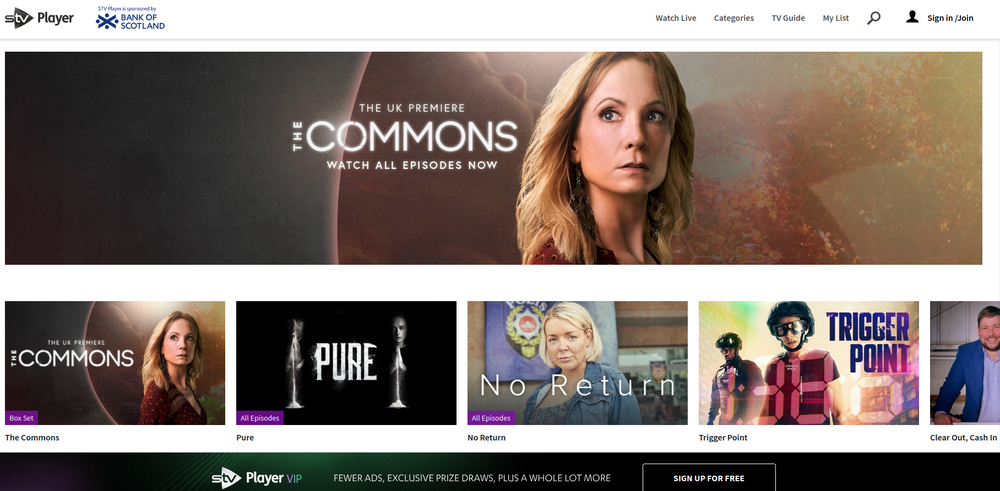 stv Player
STV Player is sponsored by
BANK OF
SCOTLAND
Watch Live
Categories
TV Guide
My List
Sign in /Join
THE UK PREMIERE
THE COMMONS
WATCH ALL EPISODES NOW
THE UK PREMIERE
THE COMMONS
Box Set
The Commons
PURE
All Episodes
Pure
No Return
All Episodes
No Return
TRIGGER
POINT
Trigger Point
Clear Out, Cash In
stv Player VIP
FEWER ADS, EXCLUSIVE PRIZE DRAWS, PLUS A WHOLE LOT MORE
SIGN UP FOR FREE